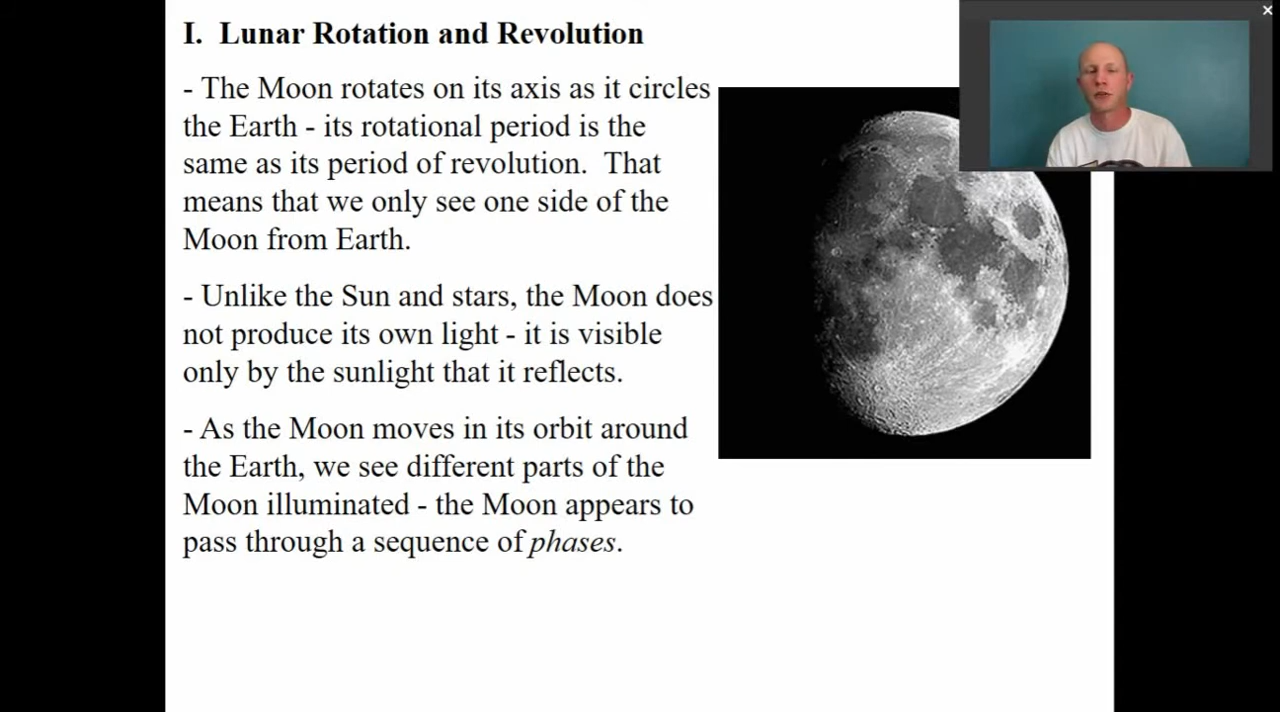 I.  Lunar Rotation and Revolution
- The Moon rotates on its axis as it circles
the Earth - its rotational period is the
same as its period of revolution.  That
means that we only see one side of the
Moon from Earth.
- Unlike the Sun and stars, the Moon does
not produce its own light - it is visible
only by the sunlight that it reflects.
- As the Moon moves in its orbit around
the Earth, we see different parts of the
Moon illuminated - the Moon appears to
pass through a sequence of phases.